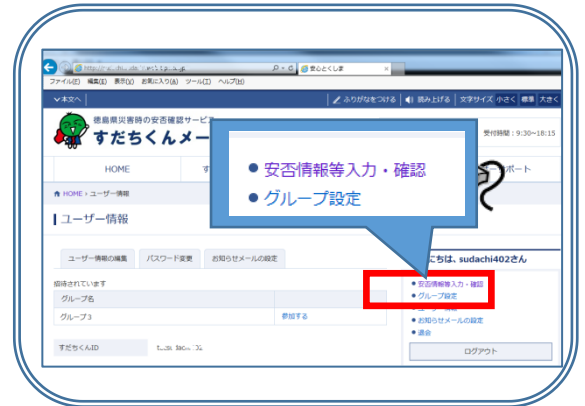 安心とくしま
ファイル(F) 編集(E) 表示(V) お気に入り(A) ツール(T) ヘルプ(H)
∨本文へ
ふりがなをつける 読み上げる 文字サイズ 小さく 標準 大きく
徳島県災害時の安否確認サービス
すだちくんメー
受付時間：9:30~18:15
HOME
す
ポート
HOME › ユーザー情報
安否情報等入力・確認
グループ設定
ユーザー情報
ユーザー情報の編集 パスワード変更 お知らせメールの設定
ちは、sudachi402さん
招待されています
グループ名
グループ3 参加する
安否情報等入力・確認
グループ設定
お知らせメールの設定
退会
ログアウト
すだちくんID